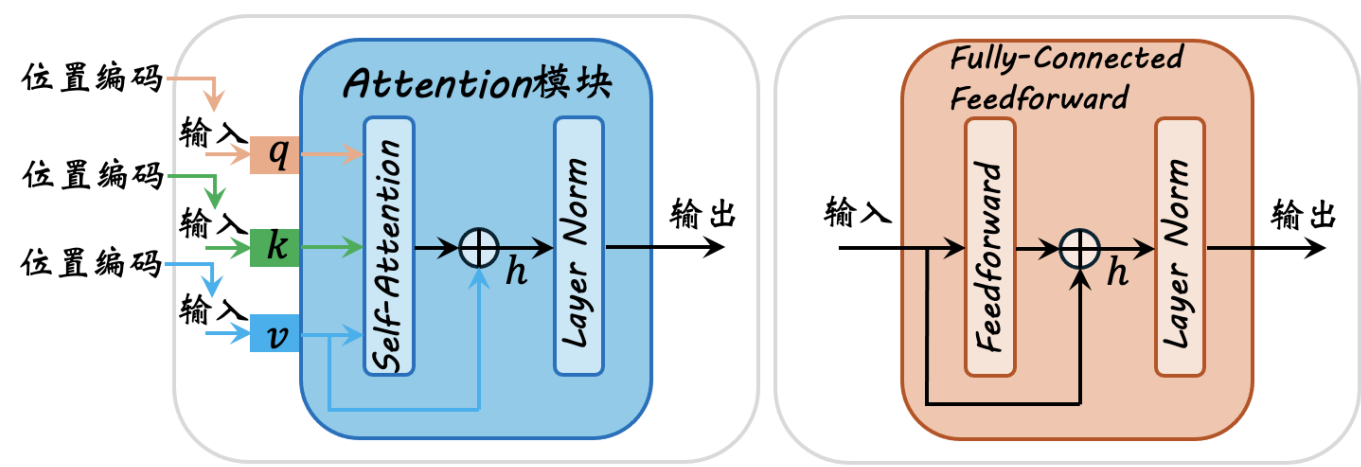 位置编码
输入
q
位置编码
输入
k
位置编码
输入
v
Attention模块
Self-Attention
h
Layer Norm
输出
Fully-Connected
Feedforward
输入
Feedforward
h
Layer Norm
输出